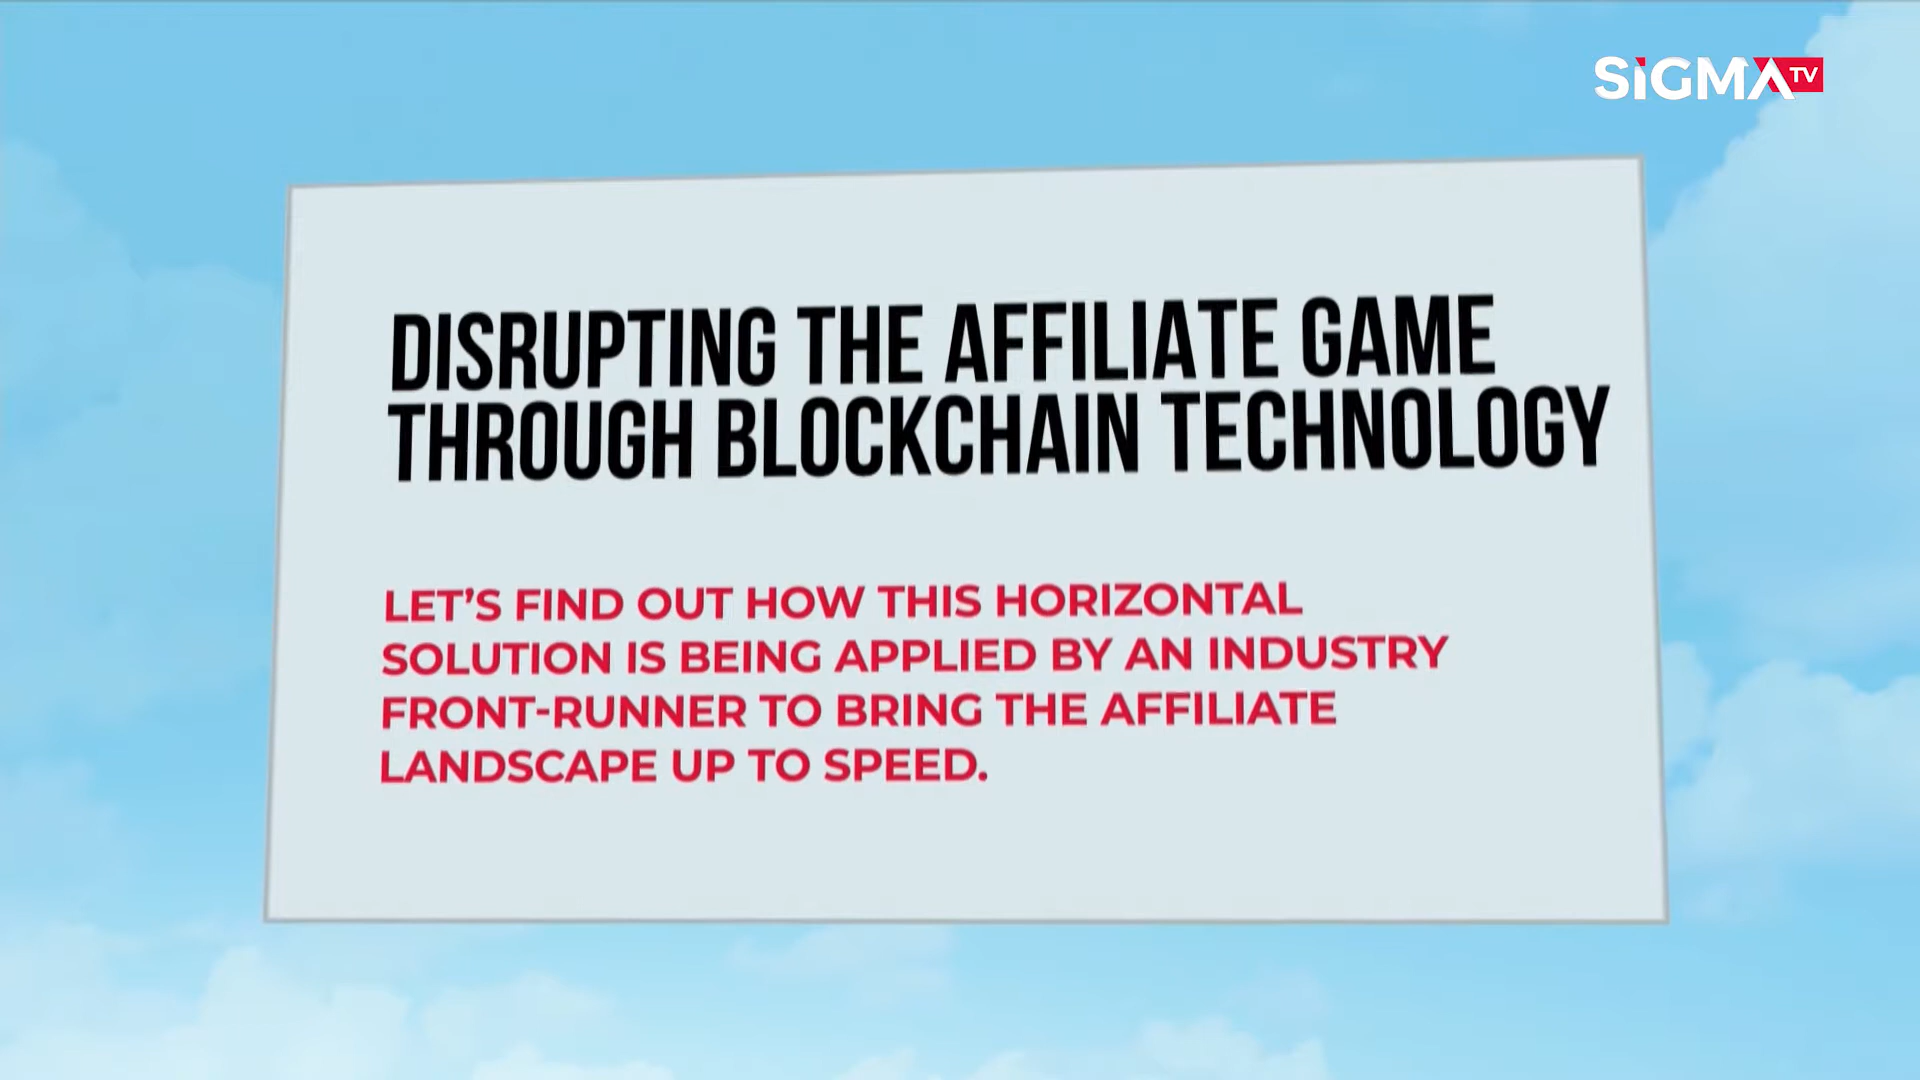 SiGMA TV
DISRUPTING THE AFFILIATE GAME
THROUGH BLOCKCHAIN TECHNOLOGY
LET'S FIND OUT HOW THIS HORIZONTAL
SOLUTION IS BEING APPLIED BY AN INDUSTRY
FRONT-RUNNER TO BRING THE AFFILIATE
LANDSCAPE UP TO SPEED.